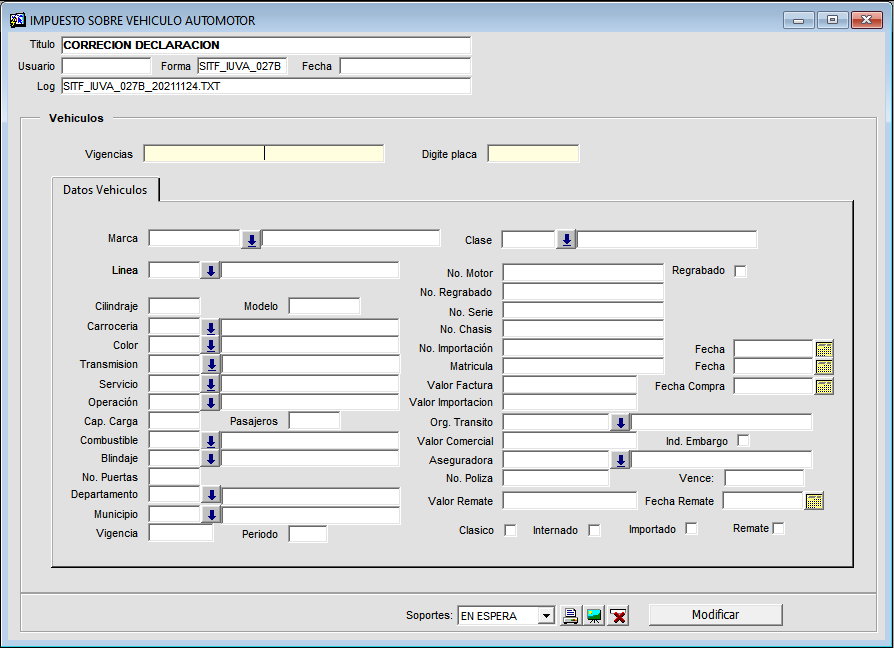 IMPUESTO SOBRE VEHICULO AUTOMOTOR
Titulo CORRECION DECLARACION
Usuario Forma SITF_IUVA_027B Fecha
Log SITF_IUVA_027B_20211124.TXT
Vehiculos
Vigencias Digite placa
Datos Vehiculos
Marca Clase
Linea No. Motor Regrabado
No. Regrabado
Cilindraje Modelo No. Serie
Carroceria No. Chasis
Color No. Importación Fecha
Transmision Matricula Fecha
Servicio Valor Factura Fecha Compra
Operación Valor Importacion
Cap. Carga Pasajeros Org. Transito
Combustible Valor Comercial Ind. Embargo
Blindaje Aseguradora
No. Puertas No. Poliza Vence:
Departamento Valor Remate Fecha Remate
Municipio
Vigencia Periodo Clasico Internado Importado Remate
Soportes: EN ESPERA Modificar